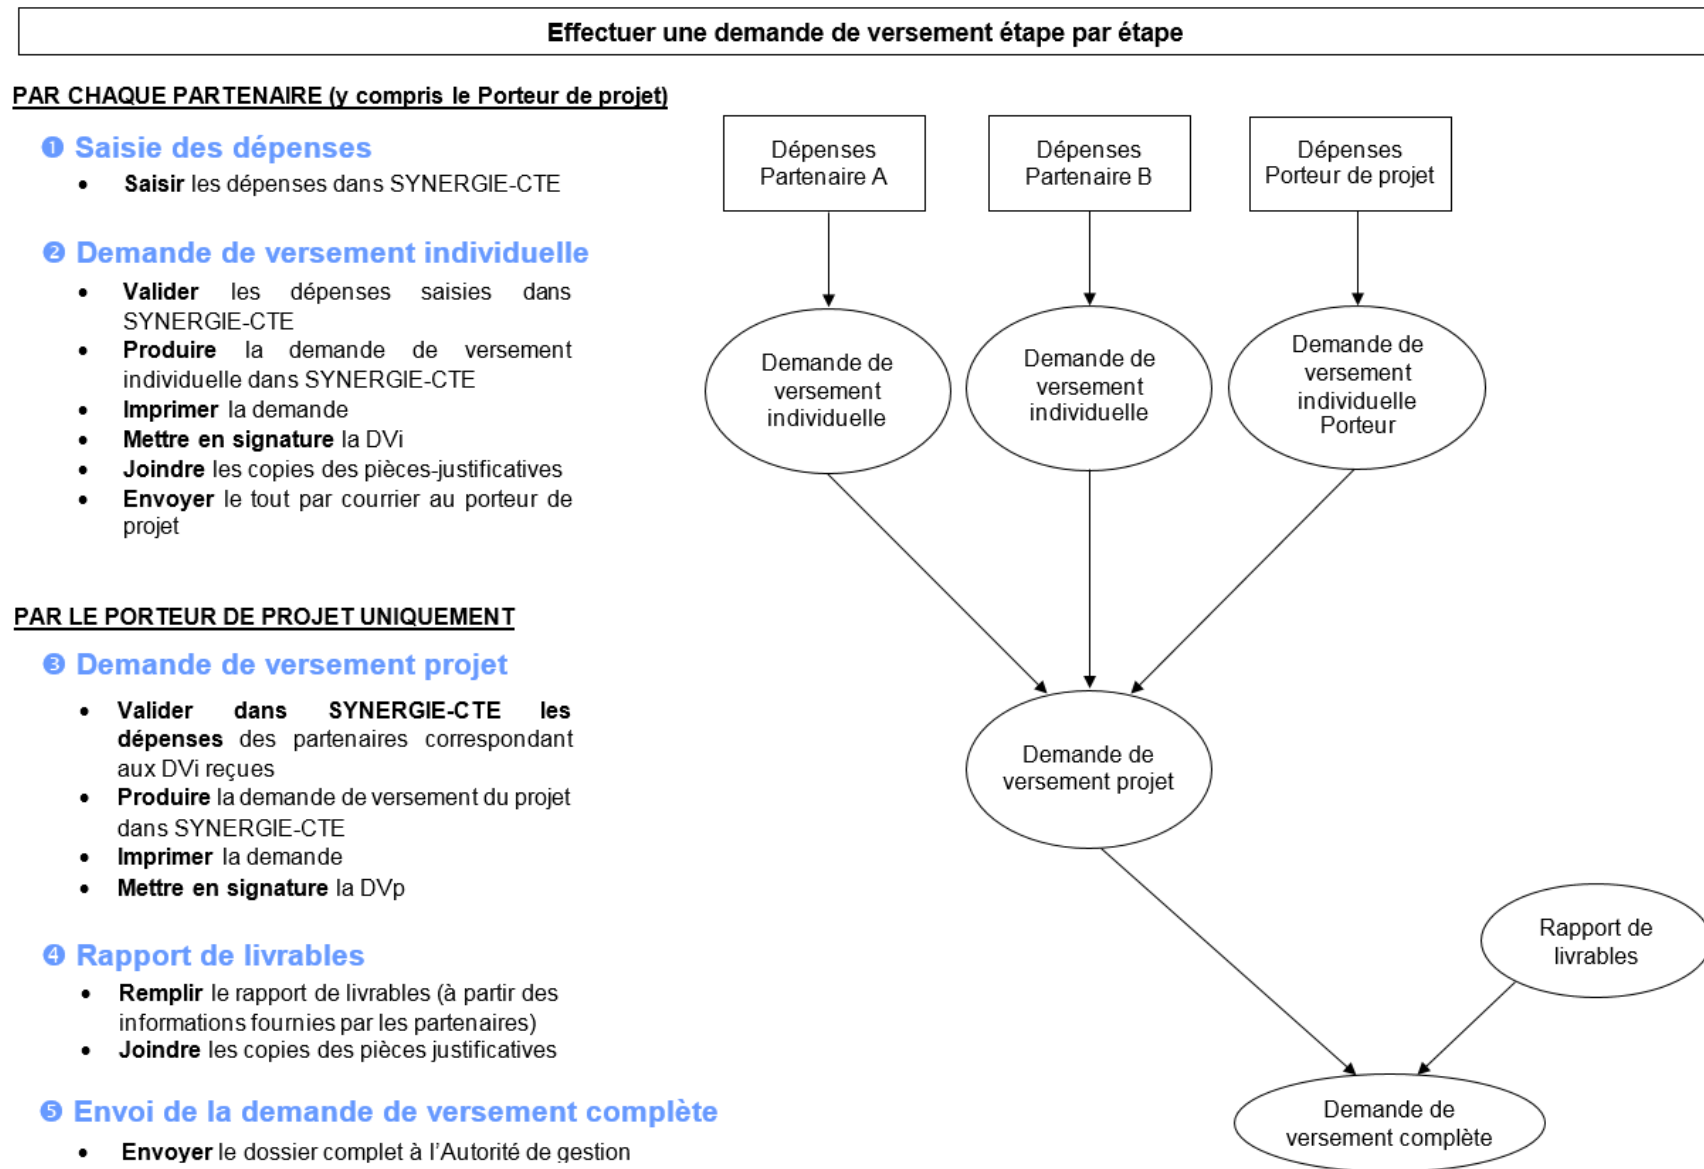 Effectuer une demande de versement étape par étape
PAR CHAQUE PARTENAIRE (y compris le Porteur de projet)
❶ Saisie des dépenses
• Saisir les dépenses dans SYNERGIE-CTE
❷ Demande de versement individuelle
• Valider les dépenses saisies dans
SYNERGIE-CTE
• Produire la demande de versement
individuelle dans SYNERGIE-CTE
• Imprimer la demande
• Mettre en signature la DVi
• Joindre les copies des pièces-justificatives
• Envoyer le tout par courrier au porteur de
projet
PAR LE PORTEUR DE PROJET UNIQUEMENT
❸ Demande de versement projet
• Valider dans SYNERGIE-CTE les
dépenses des partenaires correspondant
aux DVi reçues
• Produire la demande de versement du projet
dans SYNERGIE-CTE
• Imprimer la demande
• Mettre en signature la DVp
❹ Rapport de livrables
• Remplir le rapport de livrables (à partir des
informations fournies par les partenaires)
• Joindre les copies des pièces justificatives
❺ Envoi de la demande de versement complète
• Envoyer le dossier complet à l'Autorité de gestion
Dépenses
Partenaire A
Dépenses
Partenaire B
Dépenses
Porteur de projet
Demande de
versement
individuelle
Demande de
versement
individuelle
Demande de
versement
individuelle
Porteur
Demande de
versement projet
Rapport de
livrables
Demande de
versement complète